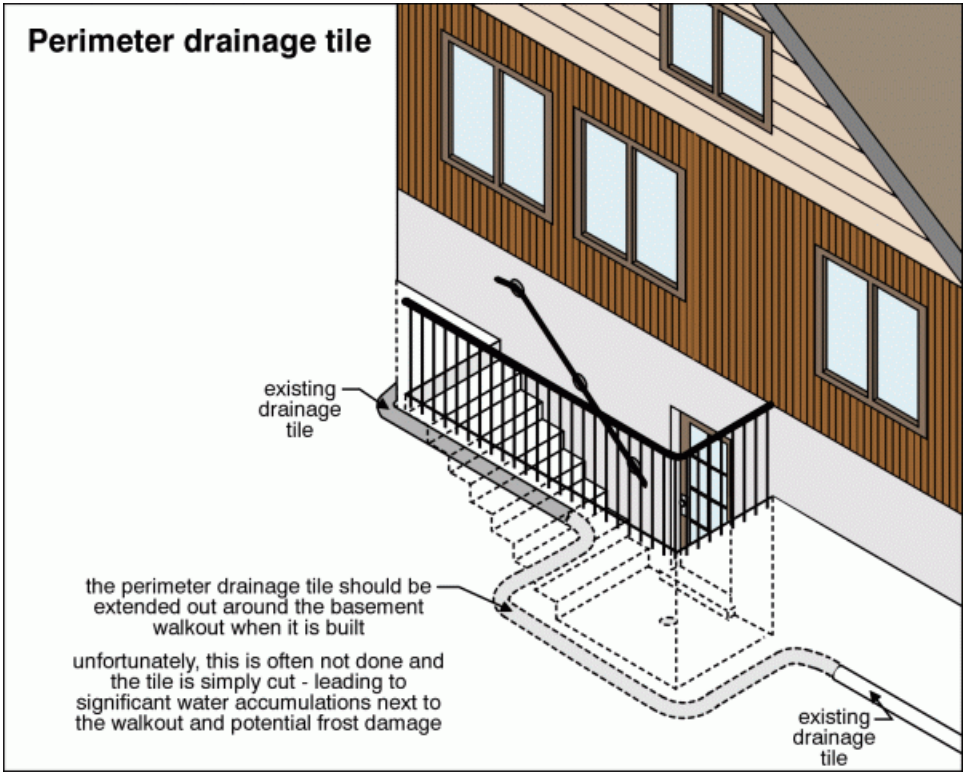 Perimeter drainage tile
existing
drainage
tile
the perimeter drainage tile should be
extended out around the basement
walkout when it is built
unfortunately, this is often not done and
the tile is simply cut - leading to
significant water accumulations next to
the walkout and potential frost damage
existing
drainage
tile